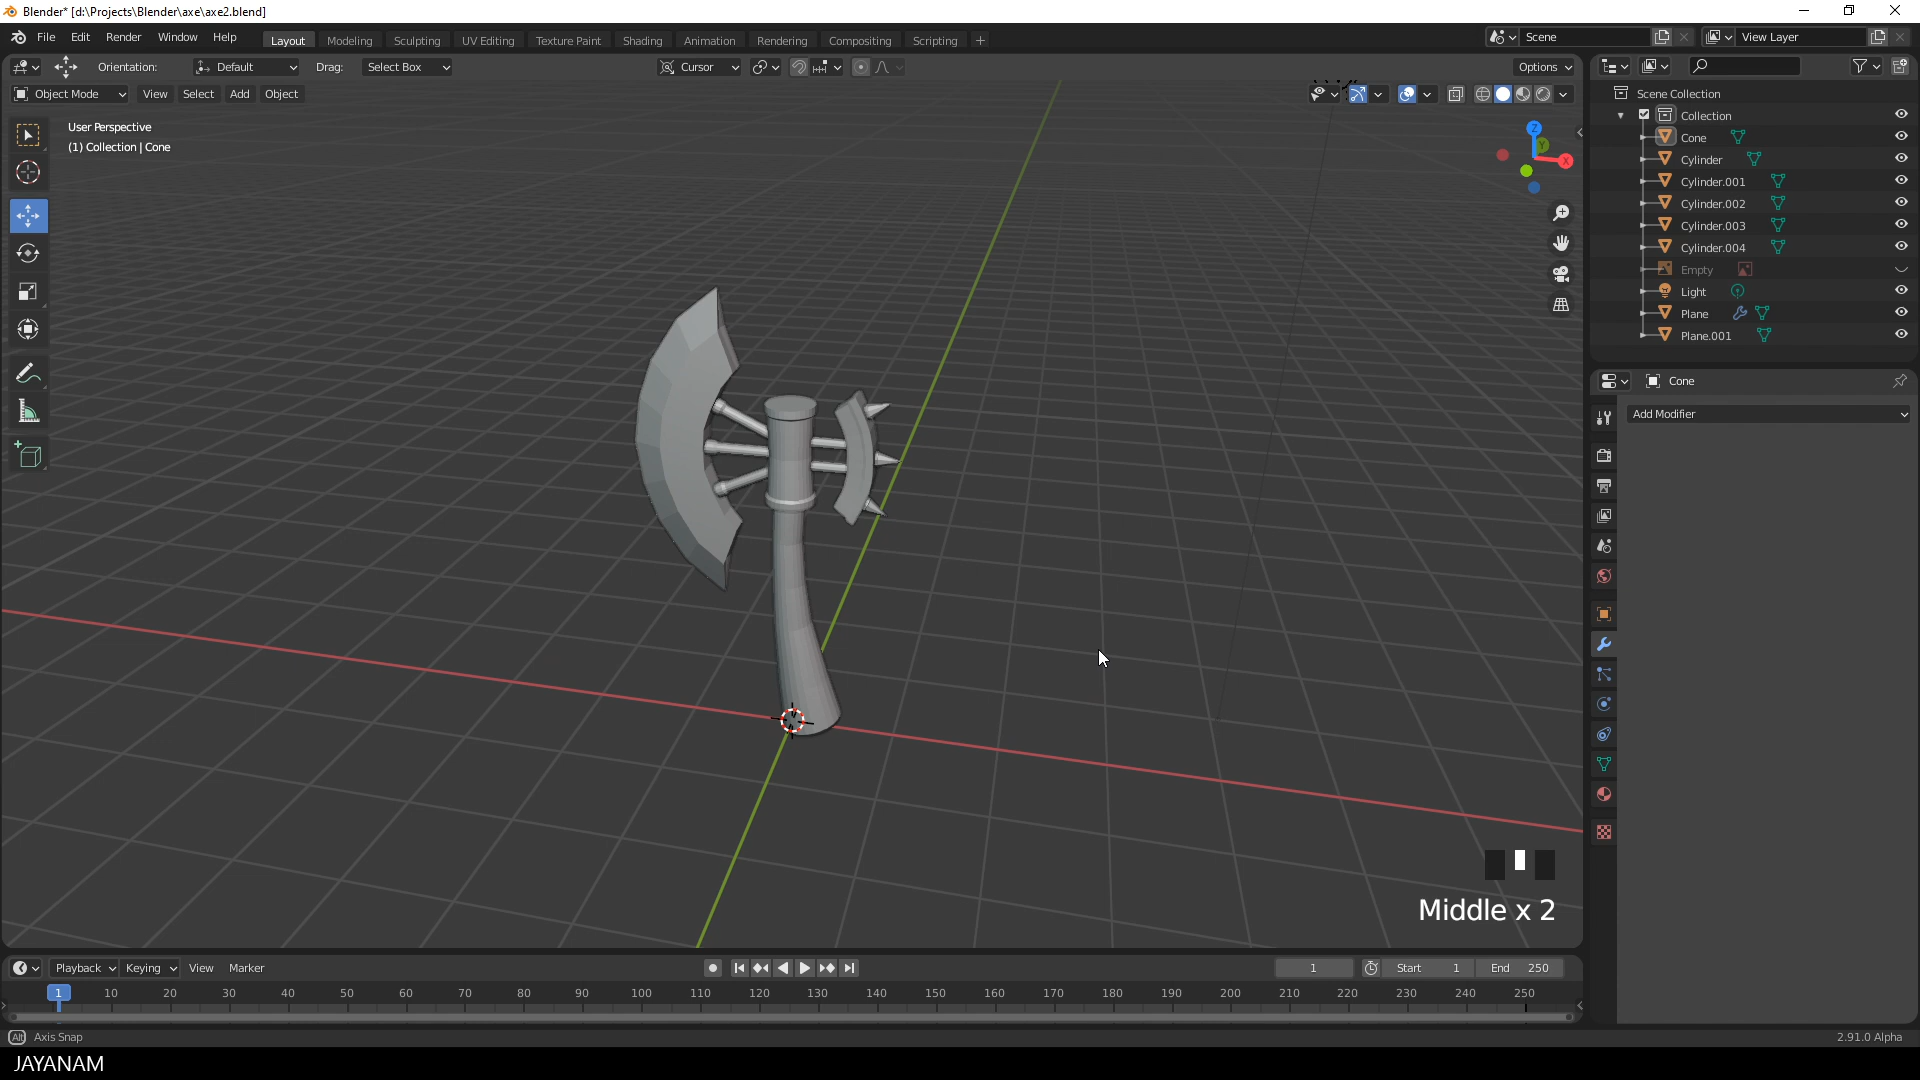 Blender* [d:\Projects\Blender\axe\axe2.blend]
File Edit Render Window Help Layout Modeling Sculpting UV Editing Texture Paint Shading Animation Rendering Compositing Scripting + Scene View Layer
Orientation: Default Drag: Select Box Cursor Options
Object Mode View Select Add Object
User Perspective
(1) Collection | Cone
Z
Y
X
Scene Collection
Collection
Cone
Cylinder
Cylinder.001
Cylinder.002
Cylinder.003
Cylinder.004
Empty
Light
Plane
Plane.001
Cone
Add Modifier
Middle x 2
Playback Keying View Marker 1 Start 1 End 250
1 10 20 30 40 50 60 70 80 90 100 110 120 130 140 150 160 170 180 190 200 210 220 230 240 250
Alt Axis Snap 2.91.0 Alpha
JAYANAM